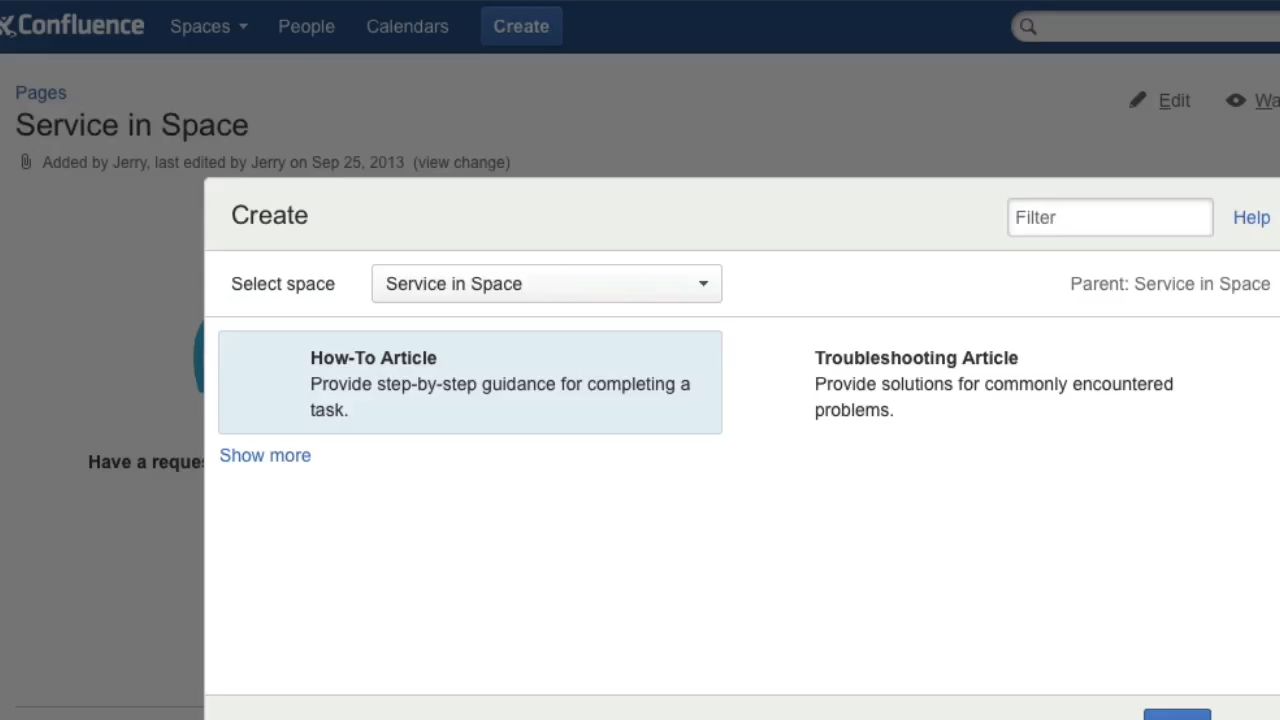 Confluence Spaces People Calendars Create
Pages
Service in Space
Edit
Added by Jerry, last edited by Jerry on Sep 25, 2013 (view change)
Create
Filter
Help
Select space
Service in Space
Parent: Service in Space
How-To Article
Provide step-by-step guidance for completing a
task.
Troubleshooting Article
Provide solutions for commonly encountered
problems.
Show more
Have a